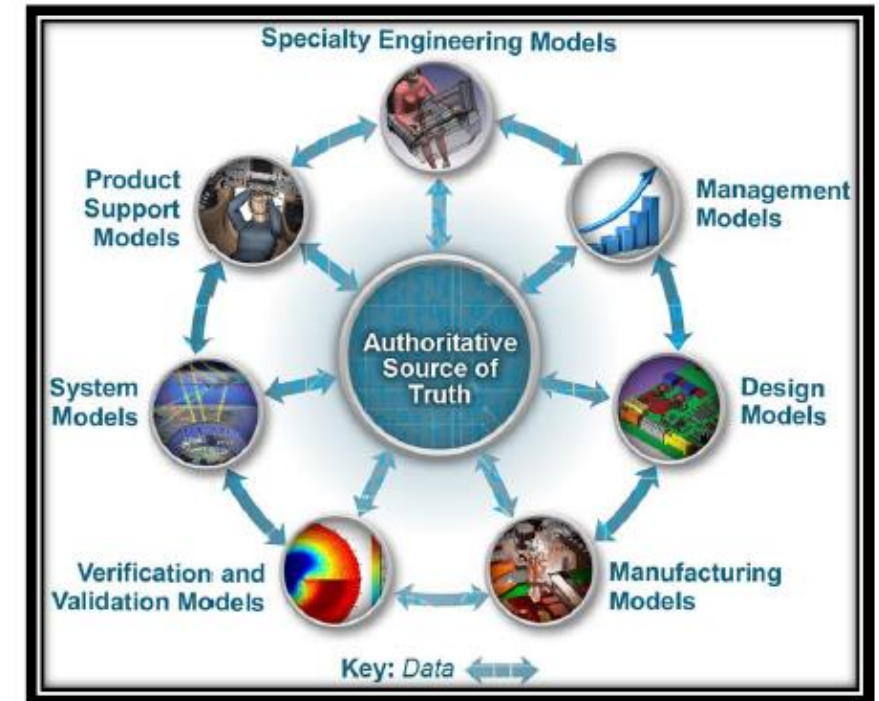 Specialty Engineering Models
Product
Support
Models
Management
Models
Authoritative
Source of
Truth
System
Models
Design
Models
Verification and
Validation Models
Manufacturing
Models
Key: Data